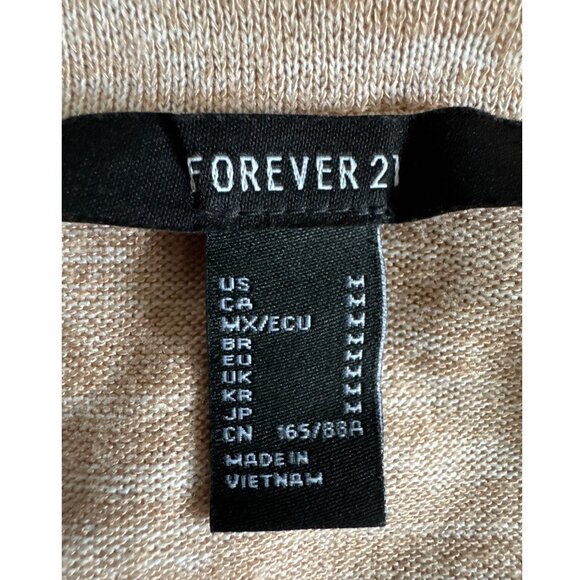 FOREVER 21
US M
CA M
MX/ECU M
BR M
EU M
UK M
KR M
JP M
CN 165/88A
MADE IN
VIETNAM